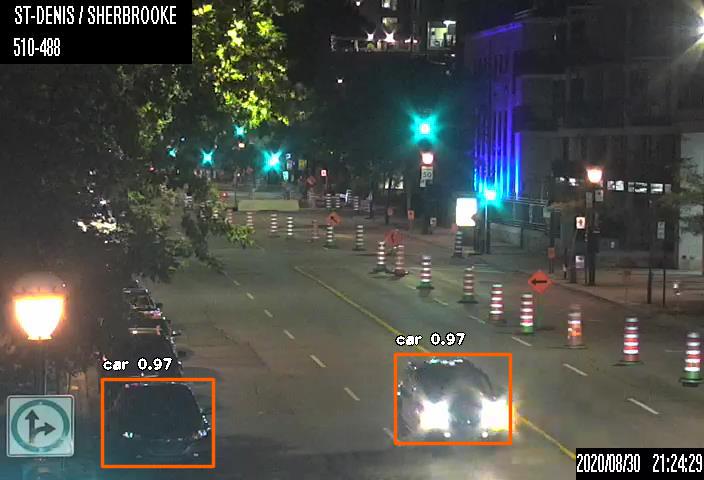 ST-DENIS / SHERBROOKE
510-488
50
car 0.97
car 0.97
2020/08/30 21:24:29